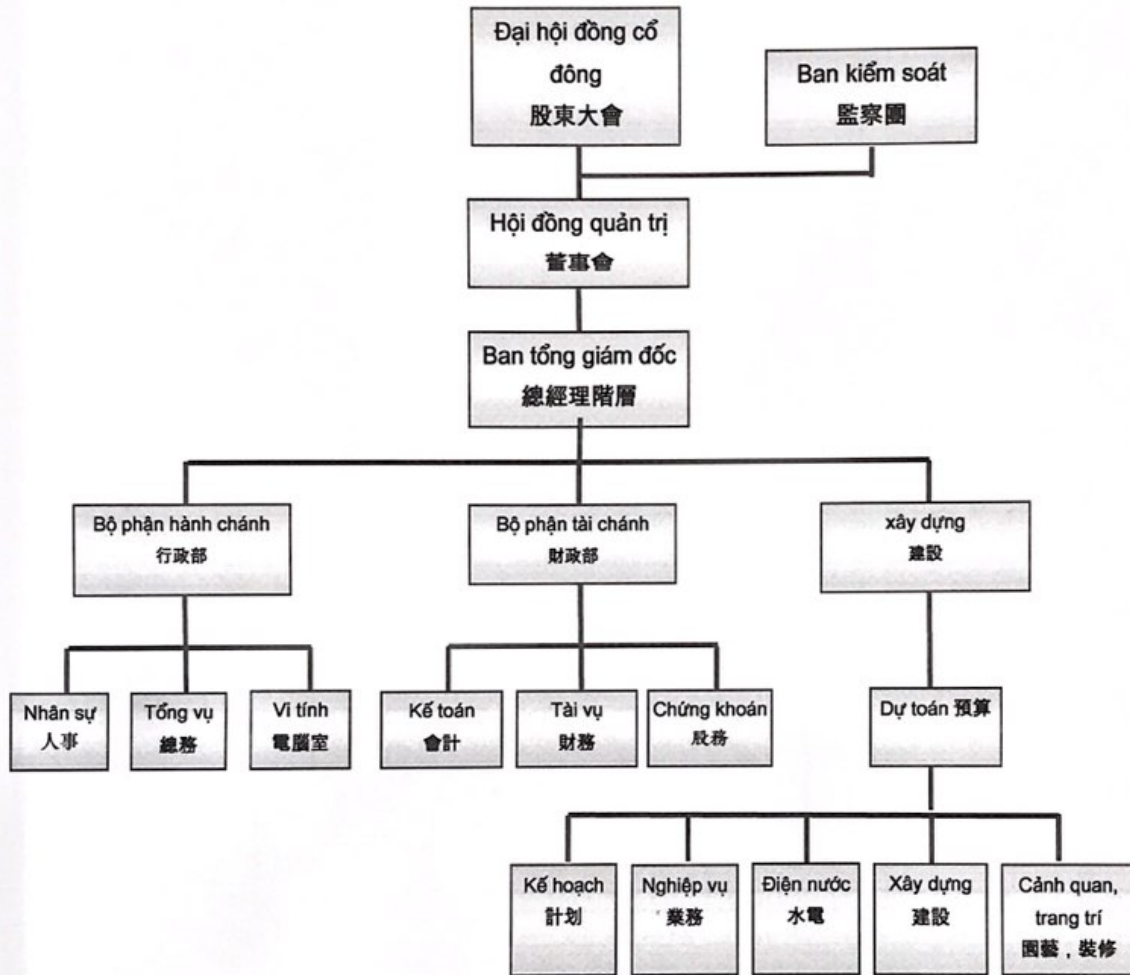 Đại hội đồng cổ
đông
股東大會
Ban kiểm soát
監察團
Hội đồng quản trị
董事會
Ban tổng giám đốc
總經理階層
Bộ phận hành chánh
行政部
Bộ phận tài chánh
財政部
xây dựng
建設
Nhân sự
人事
Tổng vụ
總務
Vi tính
電腦室
Kế toán
會計
Tài vụ
財務
Chứng khoán
股務
Dự toán 預算
Kế hoạch
計划
Nghiệp vụ
業務
Điện nước
水電
Xây dựng
建設
Cảnh quan,
trang trí
園藝，裝修